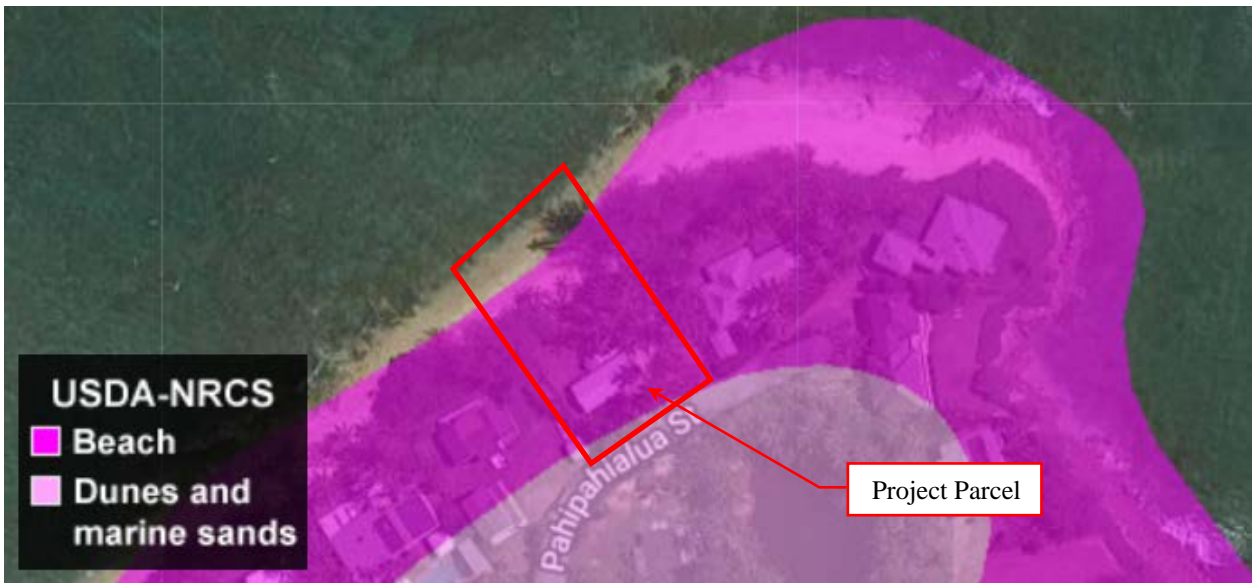 USDA-NRCS
Beach
Dunes and
marine sands
Pahipahialua St
Project Parcel